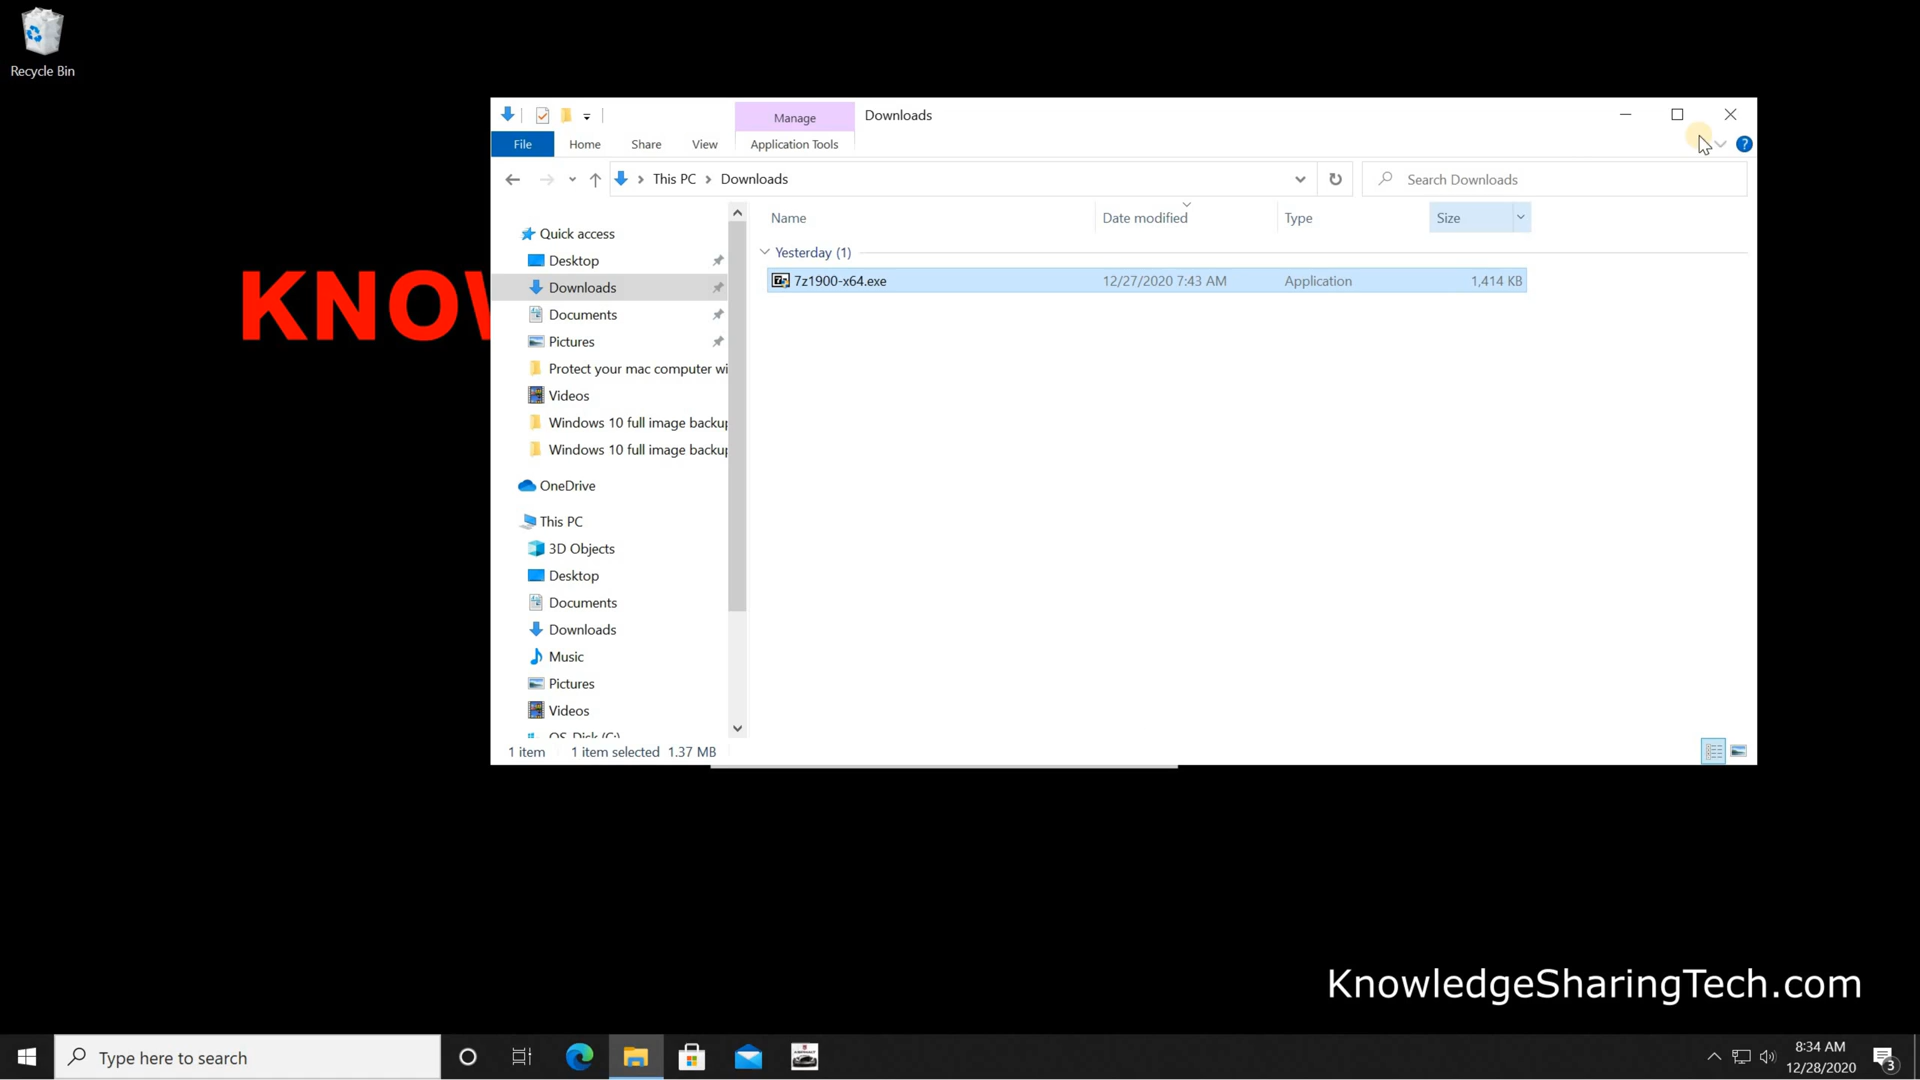 Recycle Bin
Manage
Downloads
File
Home
Share
View
Application Tools
This PC
Downloads
Search Downloads
Name
Date modified
Type
Size
Yesterday (1)
7z1900-x64.exe
12/27/2020 7:43 AM
Application
1,414 KB
Quick access
Desktop
Downloads
Documents
Pictures
Protect your mac computer wi
Videos
Windows 10 full image backup
Windows 10 full image backup
OneDrive
This PC
3D Objects
Desktop
Documents
Downloads
Music
Pictures
Videos
OS-Disk (C:)
1 item
1 item selected 1.37 MB
KNOW
KnowledgeSharingTech.com
Type here to search
8:34 AM
12/28/2020
3